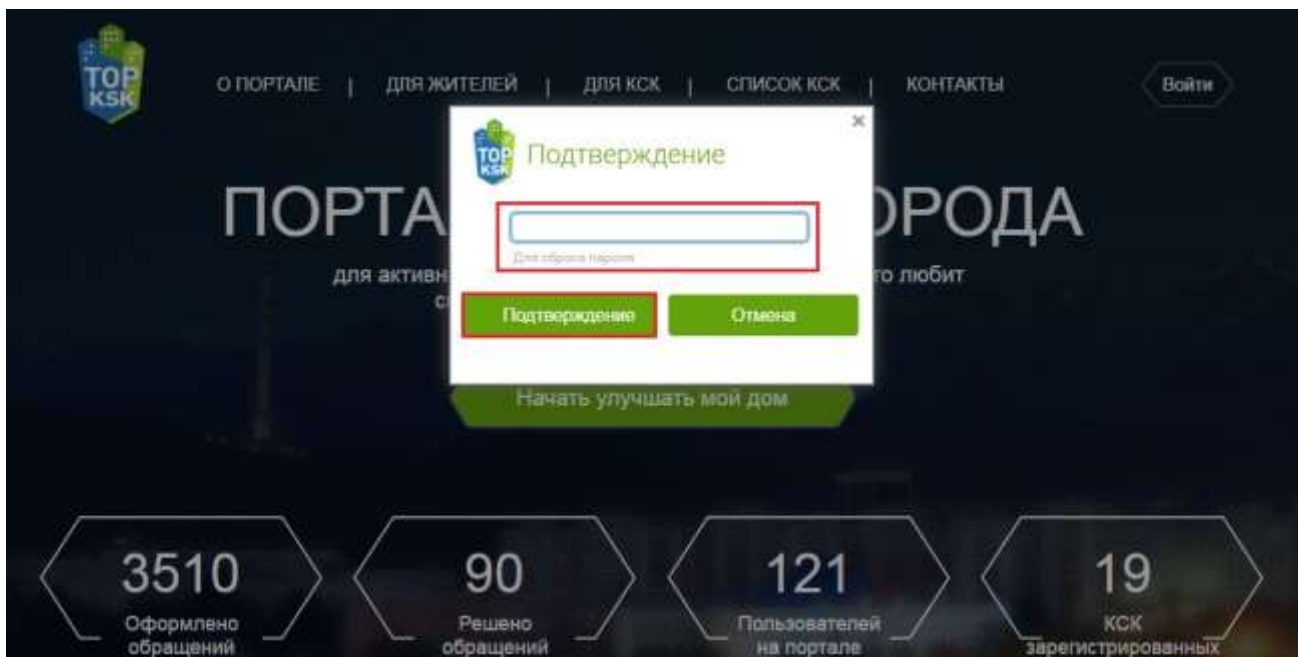 TOP
KSK
О ПОРТАЛЕ | ДЛЯ ЖИТЕЛЕЙ | ДЛЯ КСК | СПИСОК КСК | КОНТАКТЫ
Войти
TOP
KSK
Подтверждение
×
ПОРТА
ОРОДА
Для сброса пароля
для активн
то любит
Подтверждение
Отмена
Начать улучшать мой дом
3510
Оформлено
обращений
90
Решено
обращений
121
Пользователей
на портале
19
КСК
зарегистрированных